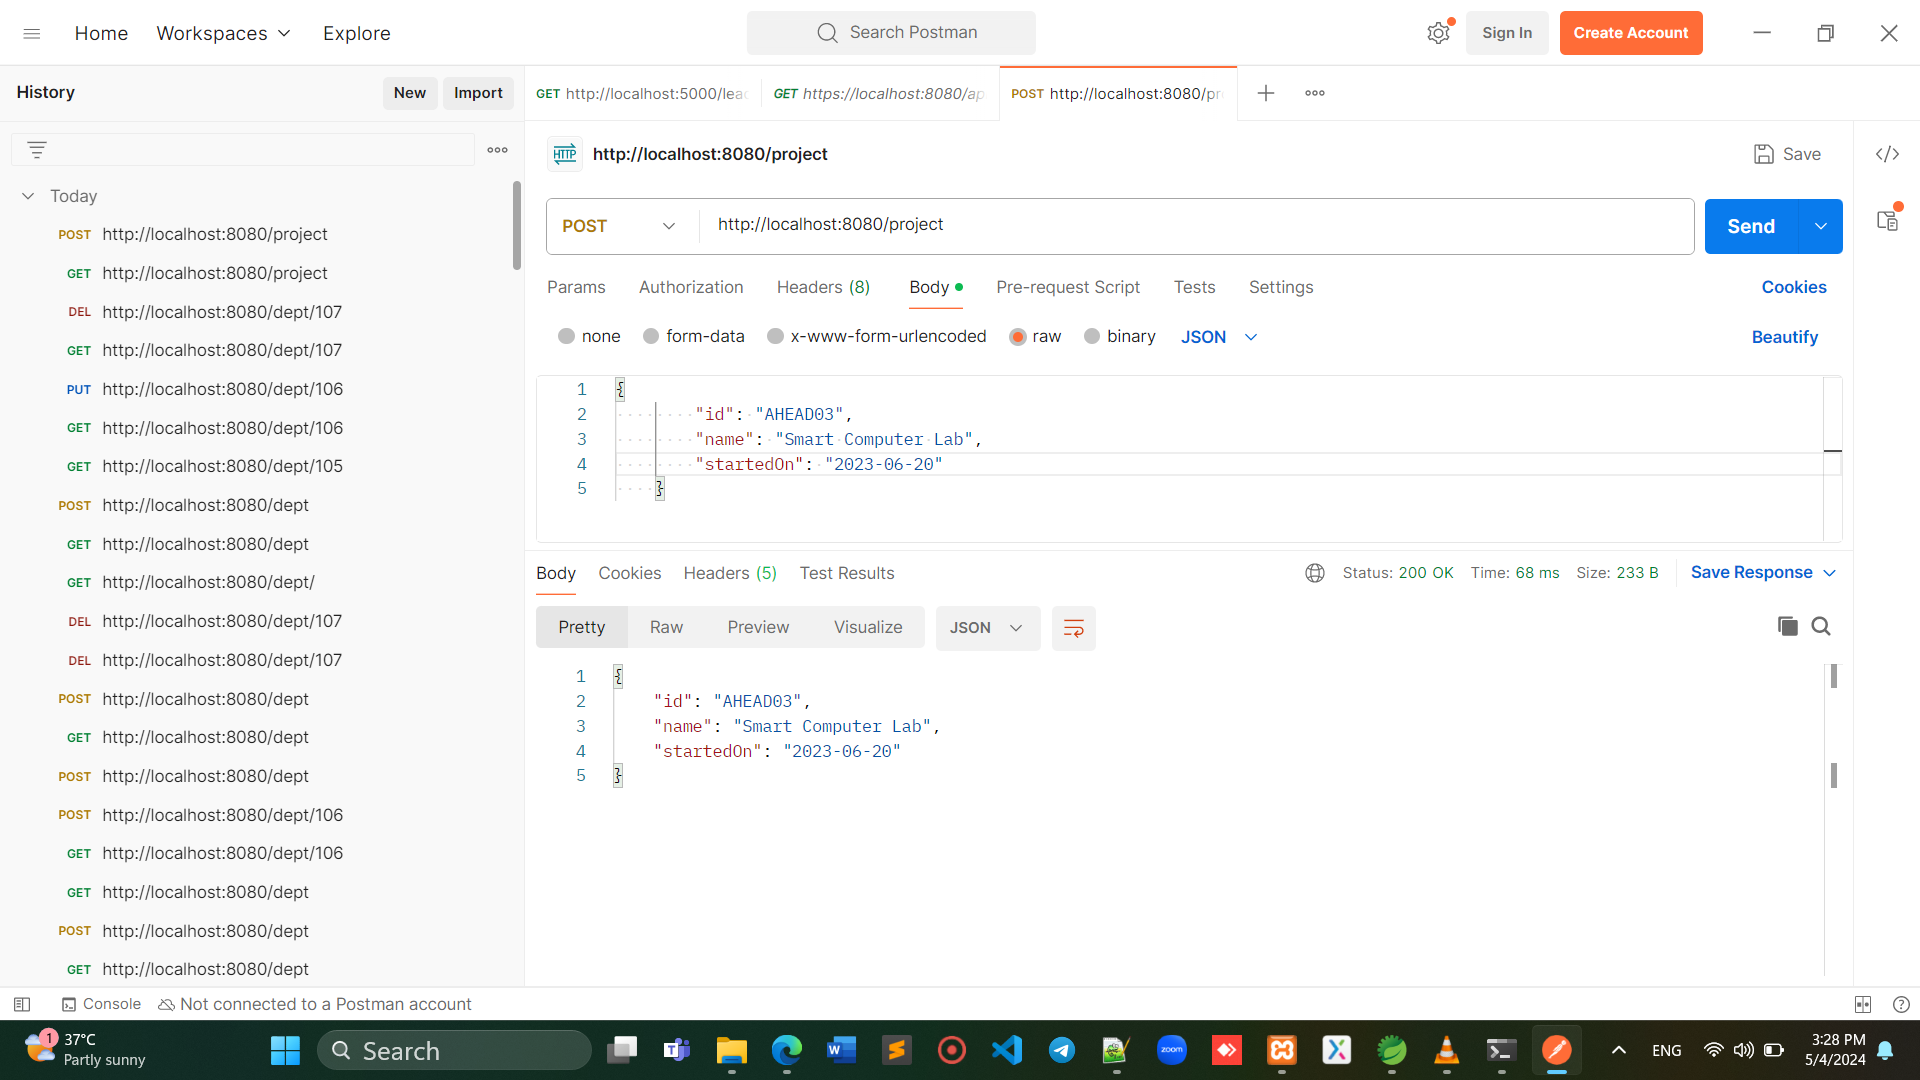 Home
Workspaces
Explore
Search Postman
Sign In
Create Account
History
New
Import
GET http://localhost:5000/lea
GET https://localhost:8080/ap
POST http://localhost:8080/pr
HTTP
http://localhost:8080/project
Save
Today
POST http://localhost:8080/project
GET http://localhost:8080/project
DEL http://localhost:8080/dept/107
GET http://localhost:8080/dept/107
PUT http://localhost:8080/dept/106
GET http://localhost:8080/dept/106
GET http://localhost:8080/dept/105
POST http://localhost:8080/dept
GET http://localhost:8080/dept
GET http://localhost:8080/dept/
DEL http://localhost:8080/dept/107
DEL http://localhost:8080/dept/107
POST http://localhost:8080/dept
GET http://localhost:8080/dept
POST http://localhost:8080/dept
POST http://localhost:8080/dept/106
GET http://localhost:8080/dept/106
GET http://localhost:8080/dept
POST http://localhost:8080/dept
GET http://localhost:8080/dept
POST
http://localhost:8080/project
Send
Params
Authorization
Headers (8)
Body
Pre-request Script
Tests
Settings
Cookies
none
form-data
x-www-form-urlencoded
raw
binary
JSON
Beautify
1 {
2 "id": "AHEAD03",
3 "name": "Smart Computer Lab",
4 "startedOn": "2023-06-20"
5 }
Body
Cookies
Headers (5)
Test Results
Status: 200 OK
Time: 68 ms
Size: 233 B
Save Response
Pretty
Raw
Preview
Visualize
JSON
1 {
2 "id": "AHEAD03",
3 "name": "Smart Computer Lab",
4 "startedOn": "2023-06-20"
5 }
Console
Not connected to a Postman account
1
37°C
Partly sunny
Search
zoom
ENG
3:28 PM
5/4/2024